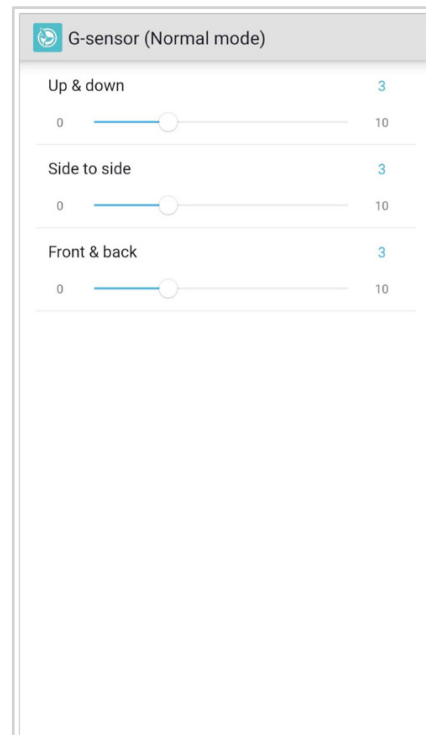 G-sensor (Normal mode)
Up & down 3
0 10
Side to side 3
0 10
Front & back 3
0 10